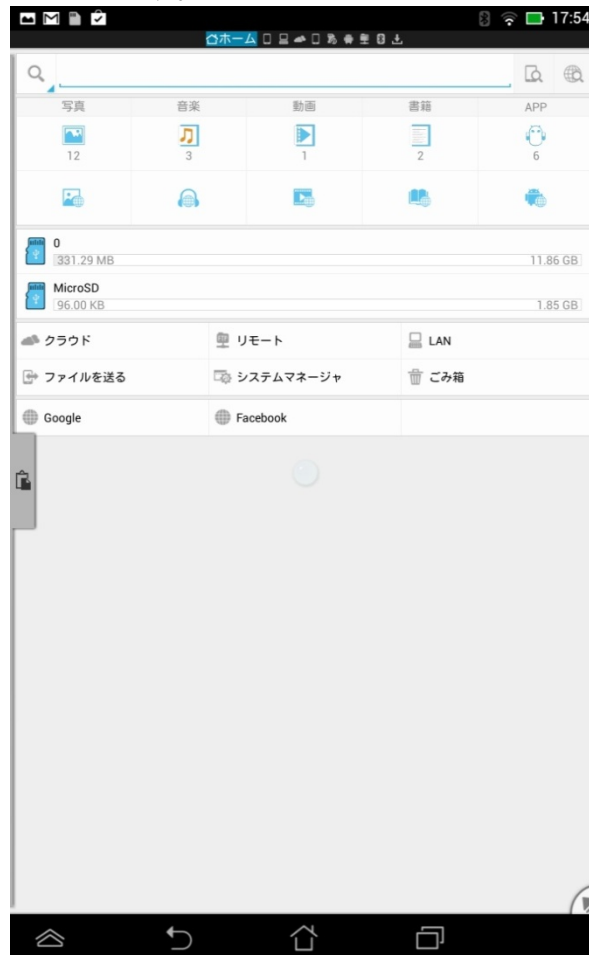 17:54
ホーム
写真 音楽 動画 書籍 APP
12 3 1 2 6
0
331.29 MB 11.86 GB
MicroSD
96.00 KB 1.85 GB
クラウド リモート LAN
ファイルを送る システムマネージャ ごみ箱
Google Facebook